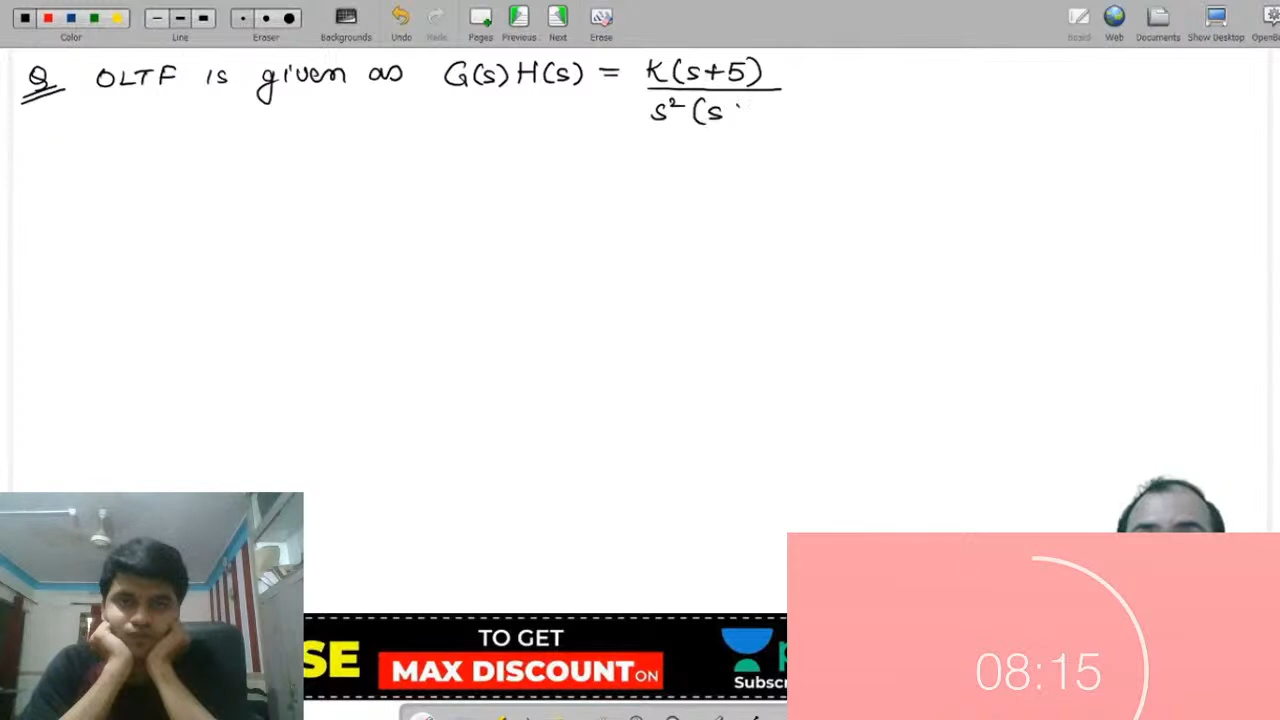 Color Line Eraser Backgrounds Undo Redo Pages Previous Next Erase Board Web Documents Show Desktop
Q OLTF is given as G(s)H(s) = K(s+5)
s² (s
SE TO GET
MAX DISCOUNT ON
Subscr
08:15